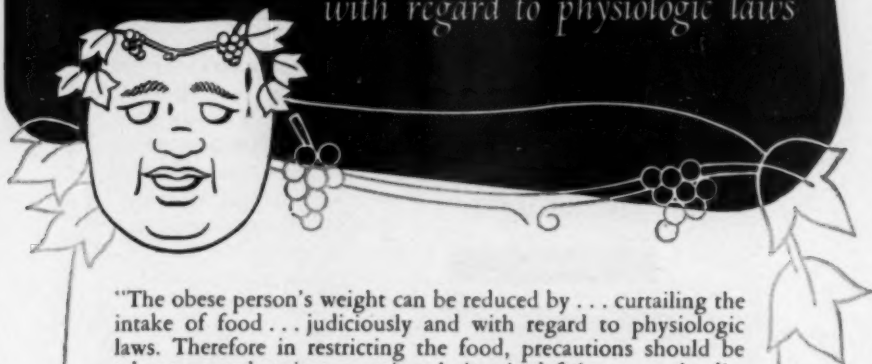 with regard to physiologic laws
"The obese person's weight can be reduced by . . . curtailing the
intake of food . . . judiciously and with regard to physiologic
laws. Therefore in restricting the food, precautions should be